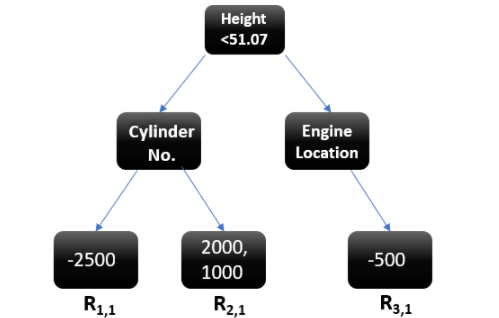 Height
<51.07
Cylinder
No.
Engine
Location
-2500
2000,
1000
-500
R1,1
R2,1
R3,1